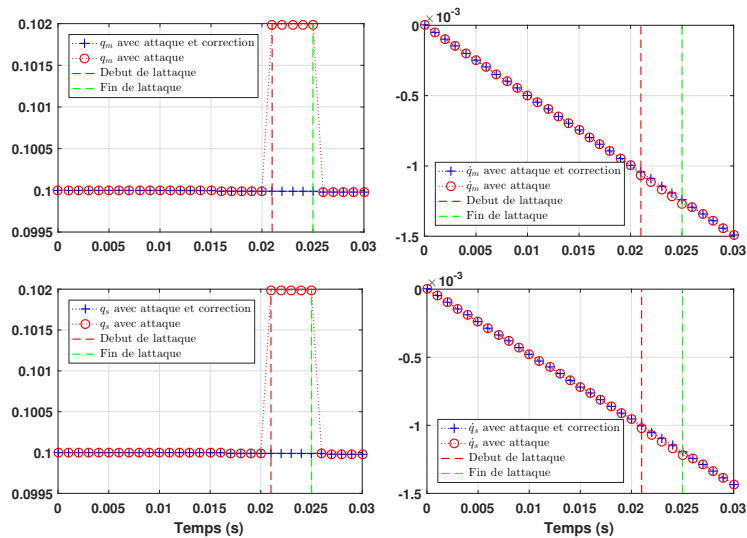 0.102
0.1015
0.101
0.1005
0.1
0.0995
q_m avec attaque et correction
q_m avec attaque
Debut de lattaque
Fin de lattaque
0 0.005 0.01 0.015 0.02 0.025 0.03
× 10⁻³
0
-0.5
-1
-1.5
q̇_m avec attaque et correction
q̇_m avec attaque
Debut de lattaque
Fin de lattaque
0 0.005 0.01 0.015 0.02 0.025 0.03
0.102
0.1015
0.101
0.1005
0.1
0.0995
q_s avec attaque et correction
q_s avec attaque
Debut de lattaque
Fin de lattaque
0 0.005 0.01 0.015 0.02 0.025 0.03
Temps (s)
× 10⁻³
0
-0.5
-1
-1.5
q̇_s avec attaque et correction
q̇_s avec attaque
Debut de lattaque
Fin de lattaque
0 0.005 0.01 0.015 0.02 0.025 0.03
Temps (s)